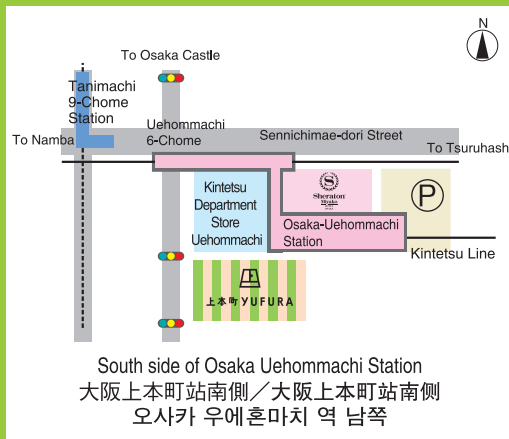 N
To Osaka Castle
Tanimachi
9-Chome
Station
To Namba
Uehommachi
6-Chome
Sennichimae-dori Street
To Tsuruhash
Kintetsu
Department
Store
Uehommachi
S
Sheraton
Miyako
Osaka-Uehommachi
Station
P
Kintetsu Line
上本町YUFURA
South side of Osaka Uehommachi Station
大阪上本町站南側／大阪上本町站南侧
오사카 우에혼마치 역 남쪽